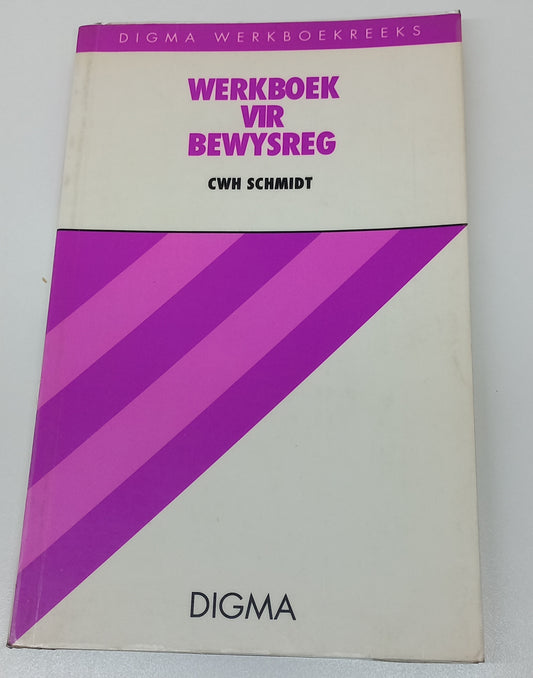 DIGMA WERKBOEKREEKS
WERKBOEK
VIR
BEWYSREG
CWH SCHMIDT
DIGMA